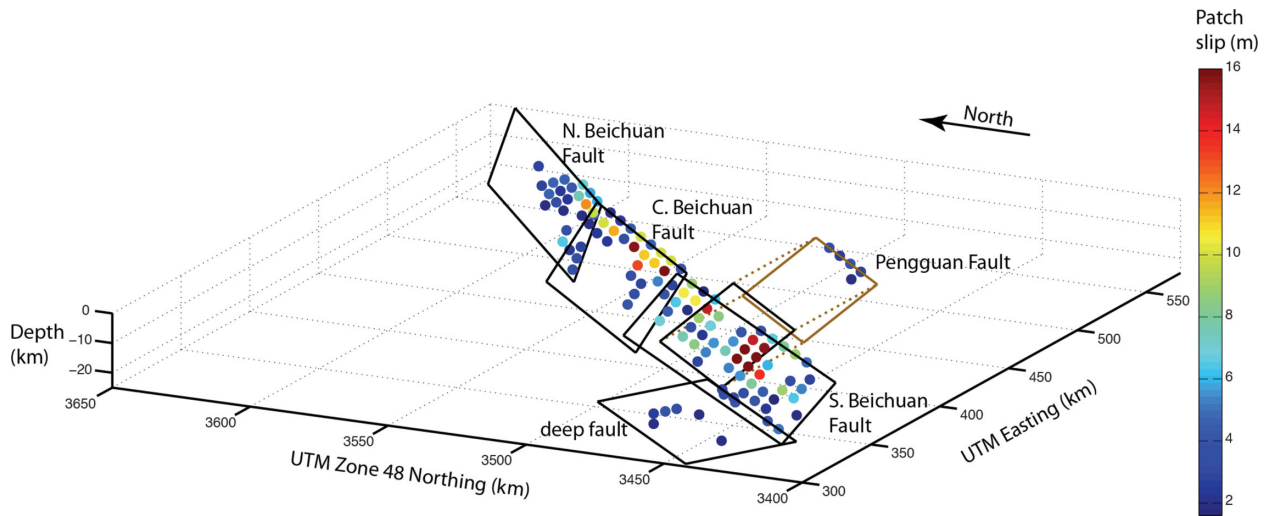 Patch
slip (m)
16
14
12
10
8
6
4
2
North
N. Beichuan
Fault
C. Beichuan
Fault
Pengguan Fault
S. Beichuan
Fault
deep fault
Depth
(km)
0
−10
−20
3650
3600
3550
3500
3450
3400
UTM Zone 48 Northing (km)
300
350
400
450
500
550
UTM Easting (km)